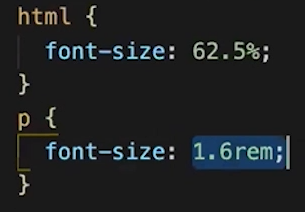 html {
font-size: 62.5%;
}
p {
font-size: 1.6rem;
}